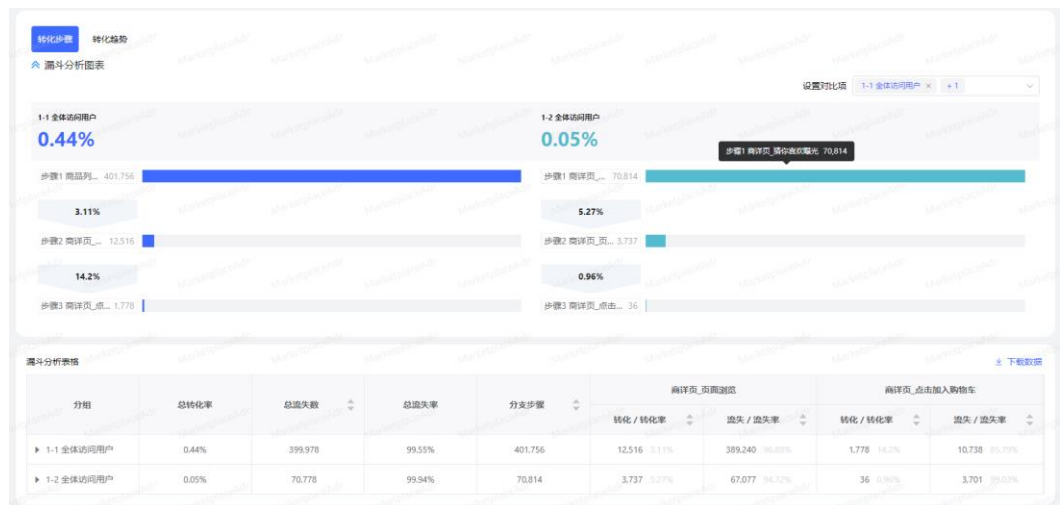 转化步骤 转化趋势
漏斗分析图表
设置对比项 1-1 全体访问用户 × + 1
1-1 全体访问用户
0.44%
1-2 全体访问用户
0.05%
步骤1 商详页_猜你喜欢曝光 70,814
步骤1 商品列... 401,756
3.11%
步骤2 商详页_... 12,516
14.2%
步骤3 商详页_点... 1,778
步骤1 商详页_... 70,814
5.27%
步骤2 商详页_页... 3,737
0.96%
步骤3 商详页_点击... 36
漏斗分析表格 下载数据
分组 总转化率 总流失数 总流失率 分支步骤 商详页_页面浏览 商详页_点击加入购物车
转化 / 转化率 流失 / 流失率 转化 / 转化率 流失 / 流失率
1-1 全体访问用户 0.44% 399,978 99.55% 401,756 12,516 3.11% 389,240 96.88% 1,778 14.2% 10,738 85.79%
1-2 全体访问用户 0.05% 70,778 99.94% 70,814 3,737 5.27% 67,077 94.72% 36 0.96% 3,701 99.03%